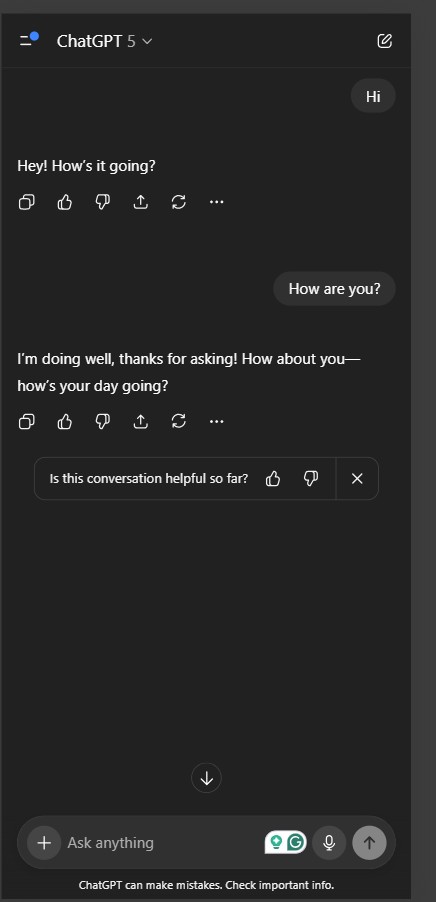 ChatGPT 5
Hi
Hey! How's it going?
How are you?
I'm doing well, thanks for asking! How about you—
how's your day going?
Is this conversation helpful so far?
Ask anything
ChatGPT can make mistakes. Check important info.